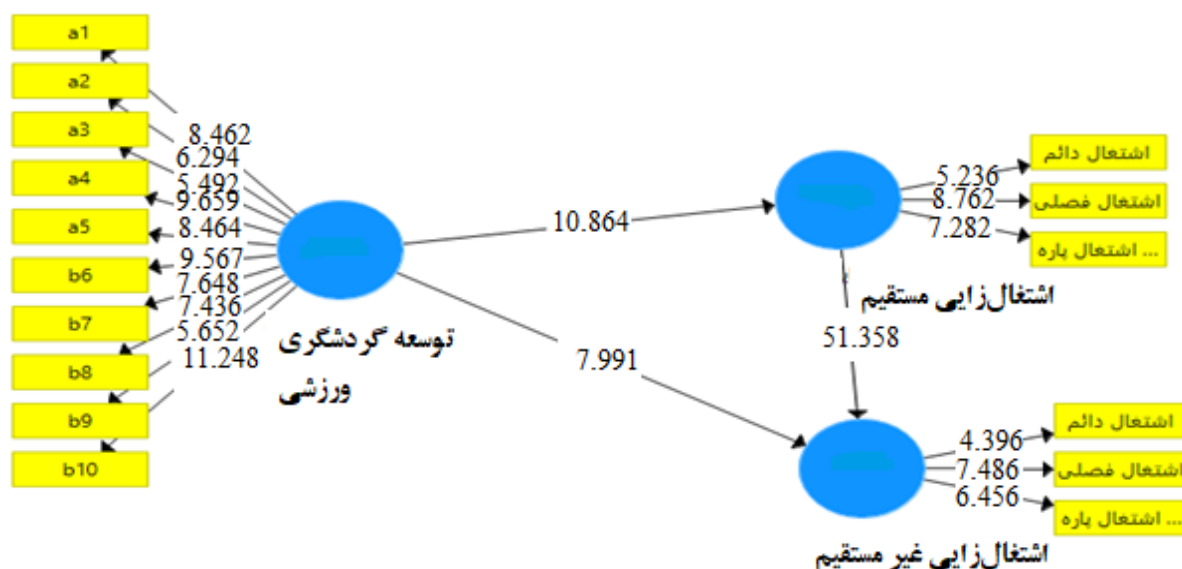 a1
a2
a3
a4
a5
b6
b7
b8
b9
b10
8.462
6.294
5.492
9.659
8.464
9.567
7.648
7.436
5.652
11.248
توسعه گردشگری
ورزشی
10.864
7.991
51.358
اشتغال‌زایی مستقیم
5.236
8.762
7.282
اشتغال دائم
اشتغال فصلی
اشتغال پاره ...
اشتغال‌زایی غیر مستقیم
4.396
7.486
6.456
اشتغال دائم
اشتغال فصلی
اشتغال پاره ...